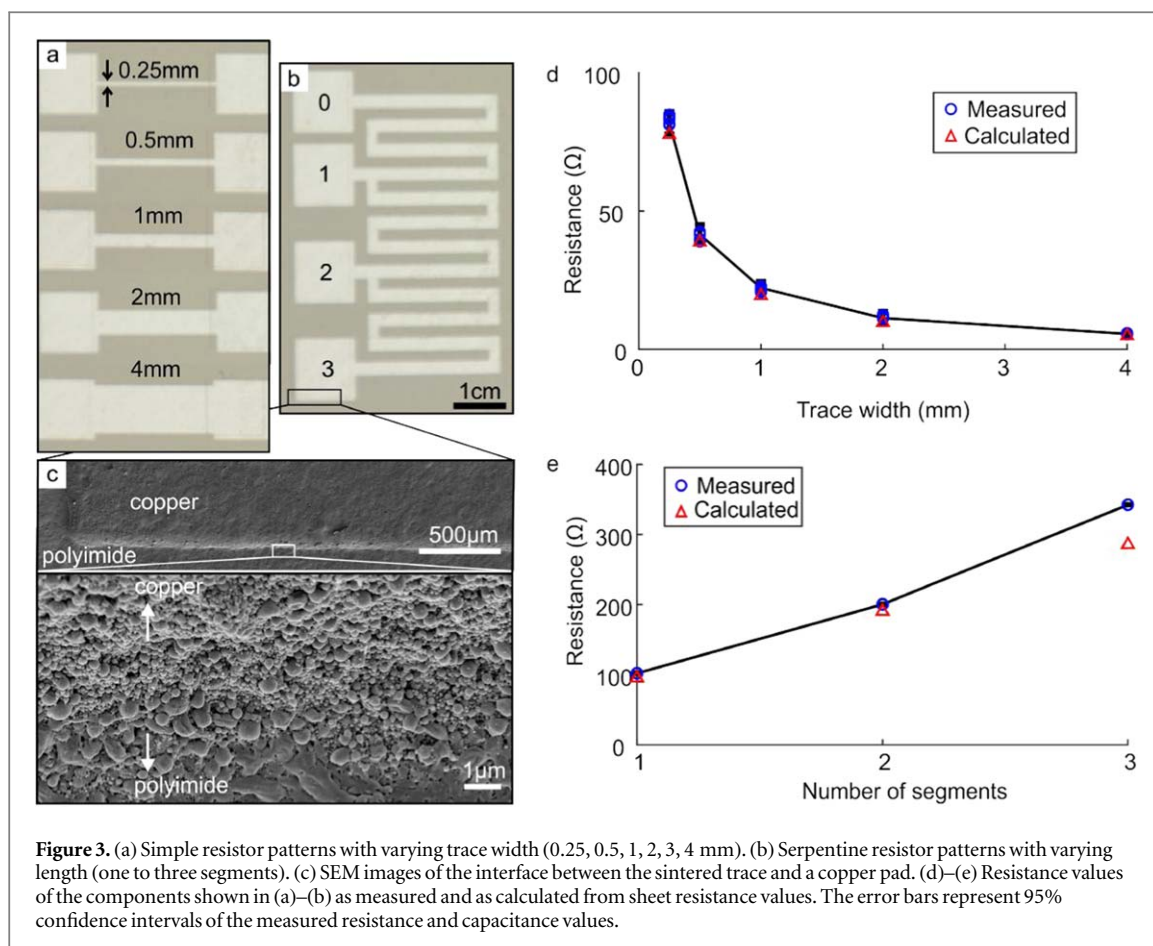 a
0.25mm
0.5mm
1mm
2mm
4mm
b
0
1
2
3
1cm
c
copper
500μm
polyimide
copper
polyimide
1μm
d
100
50
0
Resistance (Ω)
Measured
Calculated
0 1 2 3 4
Trace width (mm)
e
400
300
200
100
0
Resistance (Ω)
Measured
Calculated
1 2 3
Number of segments
Figure 3. (a) Simple resistor patterns with varying trace width (0.25, 0.5, 1, 2, 3, 4 mm). (b) Serpentine resistor patterns with varying
length (one to three segments). (c) SEM images of the interface between the sintered trace and a copper pad. (d)–(e) Resistance values
of the components shown in (a)–(b) as measured and as calculated from sheet resistance values. The error bars represent 95%
confidence intervals of the measured resistance and capacitance values.